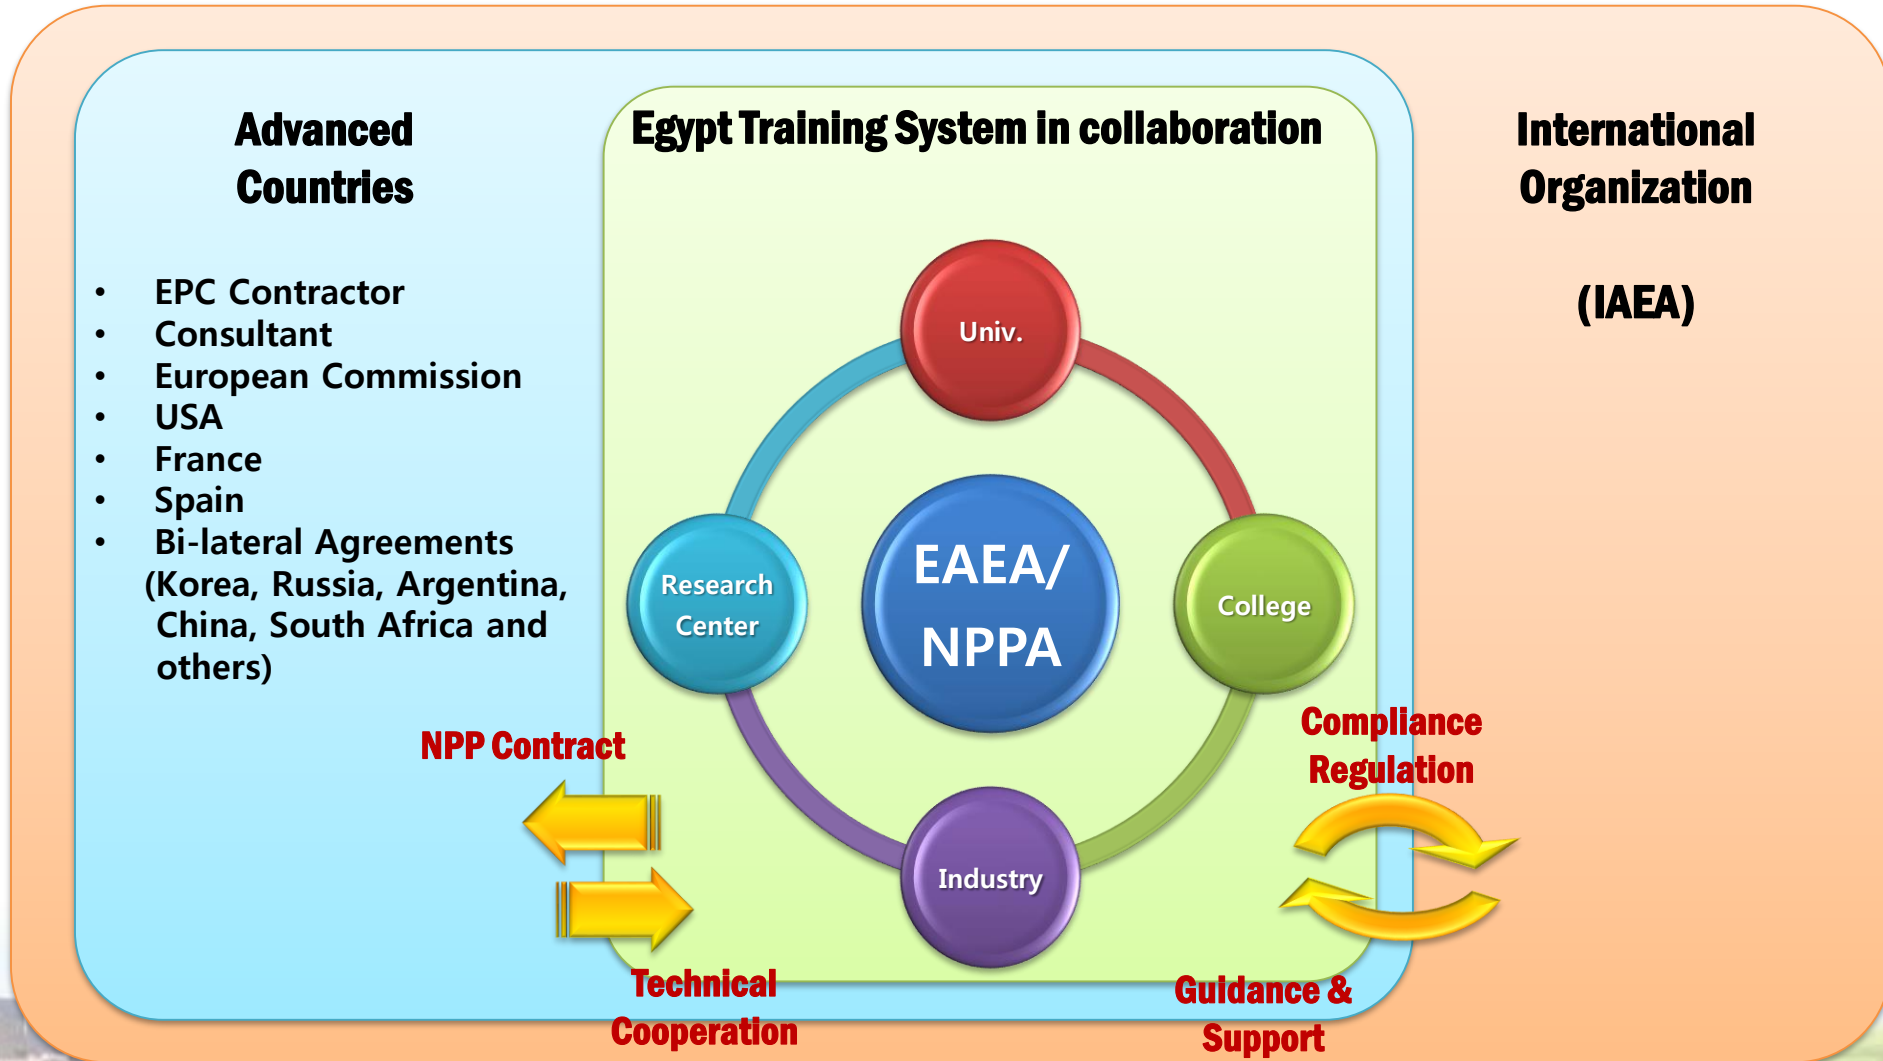 Advanced
Countries
• EPC Contractor
• Consultant
• European Commission
• USA
• France
• Spain
• Bi-lateral Agreements
(Korea, Russia, Argentina,
China, South Africa and
others)
Egypt Training System in collaboration
Univ.
Research
Center
EAEA/
NPPA
College
Industry
International
Organization
(IAEA)
NPP Contract
Technical
Cooperation
Compliance
Regulation
Guidance &
Support